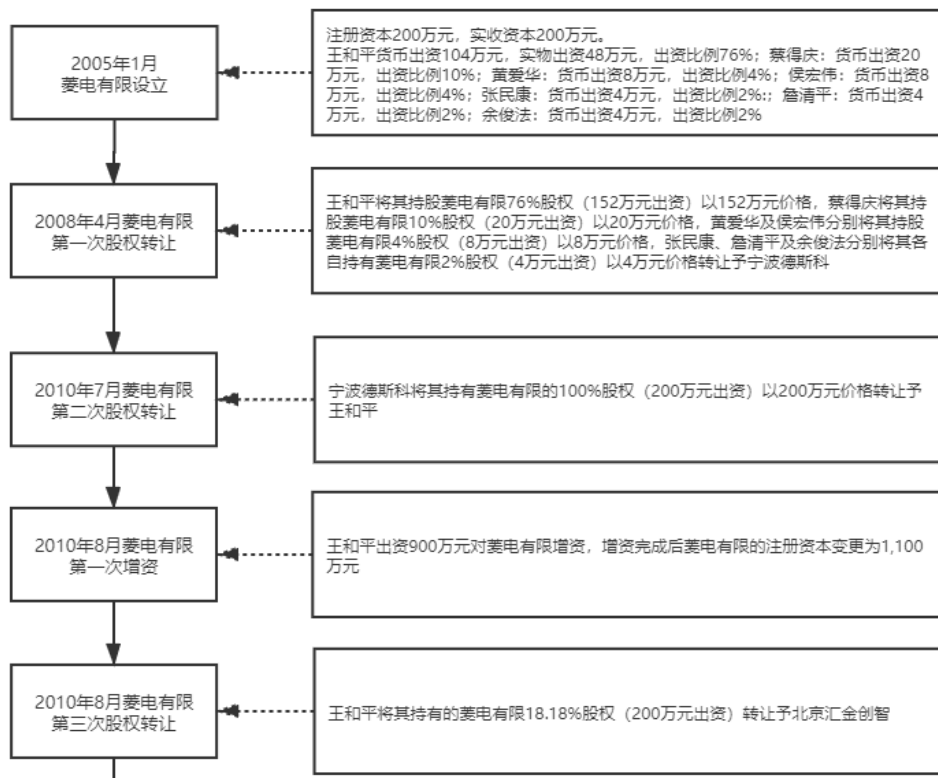 2005年1月
菱电有限设立
注册资本200万元，实收资本200万元。
王和平货币出资104万元，实物出资48万元，出资比例76%；蔡得庆：货币出资20
万元，出资比例10%；黄爱华：货币出资8万元，出资比例4%；侯宏伟：货币出资8
万元，出资比例4%；张民康：货币出资4万元，出资比例2%:；詹清平：货币出资4
万元，出资比例2%；余俊法：货币出资4万元，出资比例2%
2008年4月菱电有限
第一次股权转让
王和平将其持股菱电有限76%股权（152万元出资）以152万元价格，蔡得庆将其持
股菱电有限10%股权（20万元出资）以20万元价格，黄爱华及侯宏伟分别将其持股
菱电有限4%股权（8万元出资）以8万元价格，张民康、詹清平及余俊法分别将其各
自持有菱电有限2%股权（4万元出资）以4万元价格转让予宁波德斯科
2010年7月菱电有限
第二次股权转让
宁波德斯科将其持有菱电有限的100%股权（200万元出资）以200万元价格转让予
王和平
2010年8月菱电有限
第一次增资
王和平出资900万元对菱电有限增资，增资完成后菱电有限的注册资本变更为1,100
万元
2010年8月菱电有限
第三次股权转让
王和平将其持有的菱电有限18.18%股权（200万元出资）转让予北京汇金创智